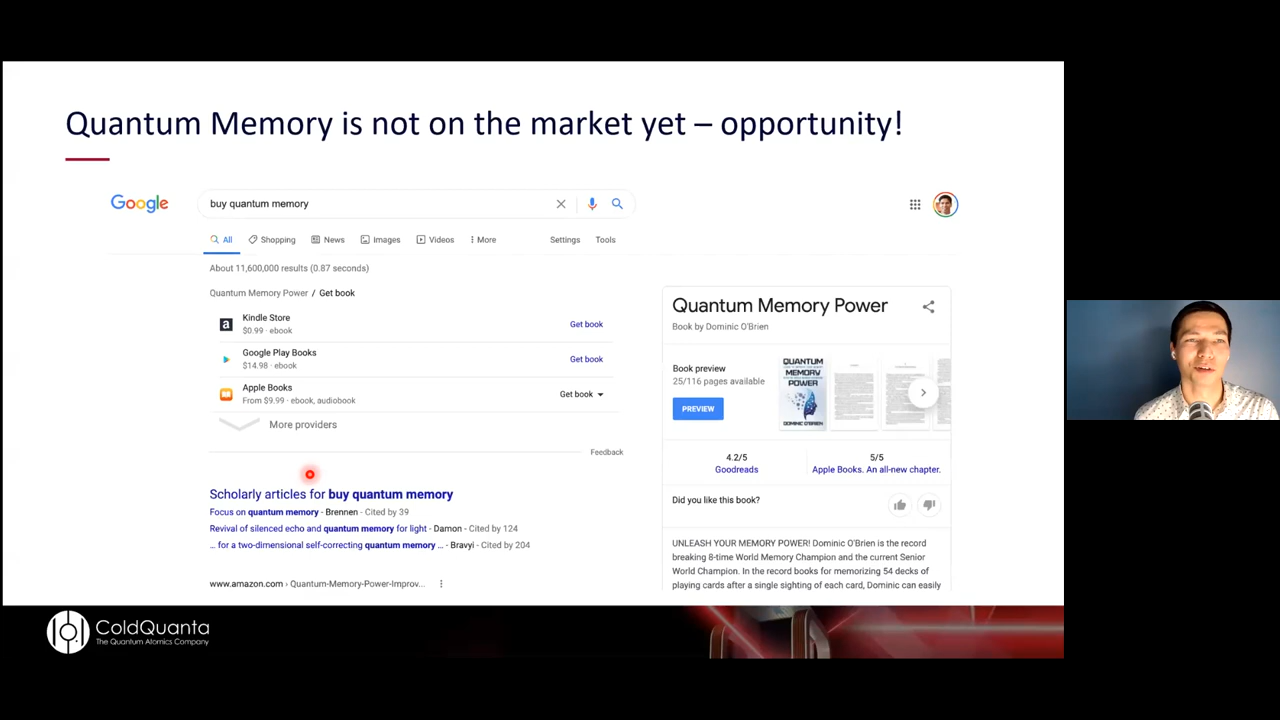 Quantum Memory is not on the market yet – opportunity!
Google
buy quantum memory
All
Shopping
News
Images
Videos
More
Settings
Tools
About 11,600,000 results (0.87 seconds)
Quantum Memory Power / Get book
Kindle Store
$0.99 · ebook
Get book
Google Play Books
$14.98 · ebook
Get book
Apple Books
From $9.99 · ebook, audiobook
Get book
More providers
Feedback
Scholarly articles for buy quantum memory
Focus on quantum memory - Brennen - Cited by 39
Revival of silenced echo and quantum memory for light - Damon - Cited by 124
... for a two-dimensional self-correcting quantum memory ... - Bravyi - Cited by 204
www.amazon.com › Quantum-Memory-Power-Improv...
Quantum Memory Power
Book by Dominic O'Brien
Book preview
25/116 pages available
PREVIEW
QUANTUM
MEMORY
POWER
DOMINIC O'BRIEN
4.2/5
Goodreads
5/5
Apple Books. An all-new chapter.
Did you like this book?
UNLEASH YOUR MEMORY POWER! Dominic O'Brien is the record
breaking 8-time World Memory Champion and the current Senior
World Champion. In the record books for memorizing 54 decks of
playing cards after a single sighting of each card, Dominic can easily
ColdQuanta
The Quantum Atomics Company